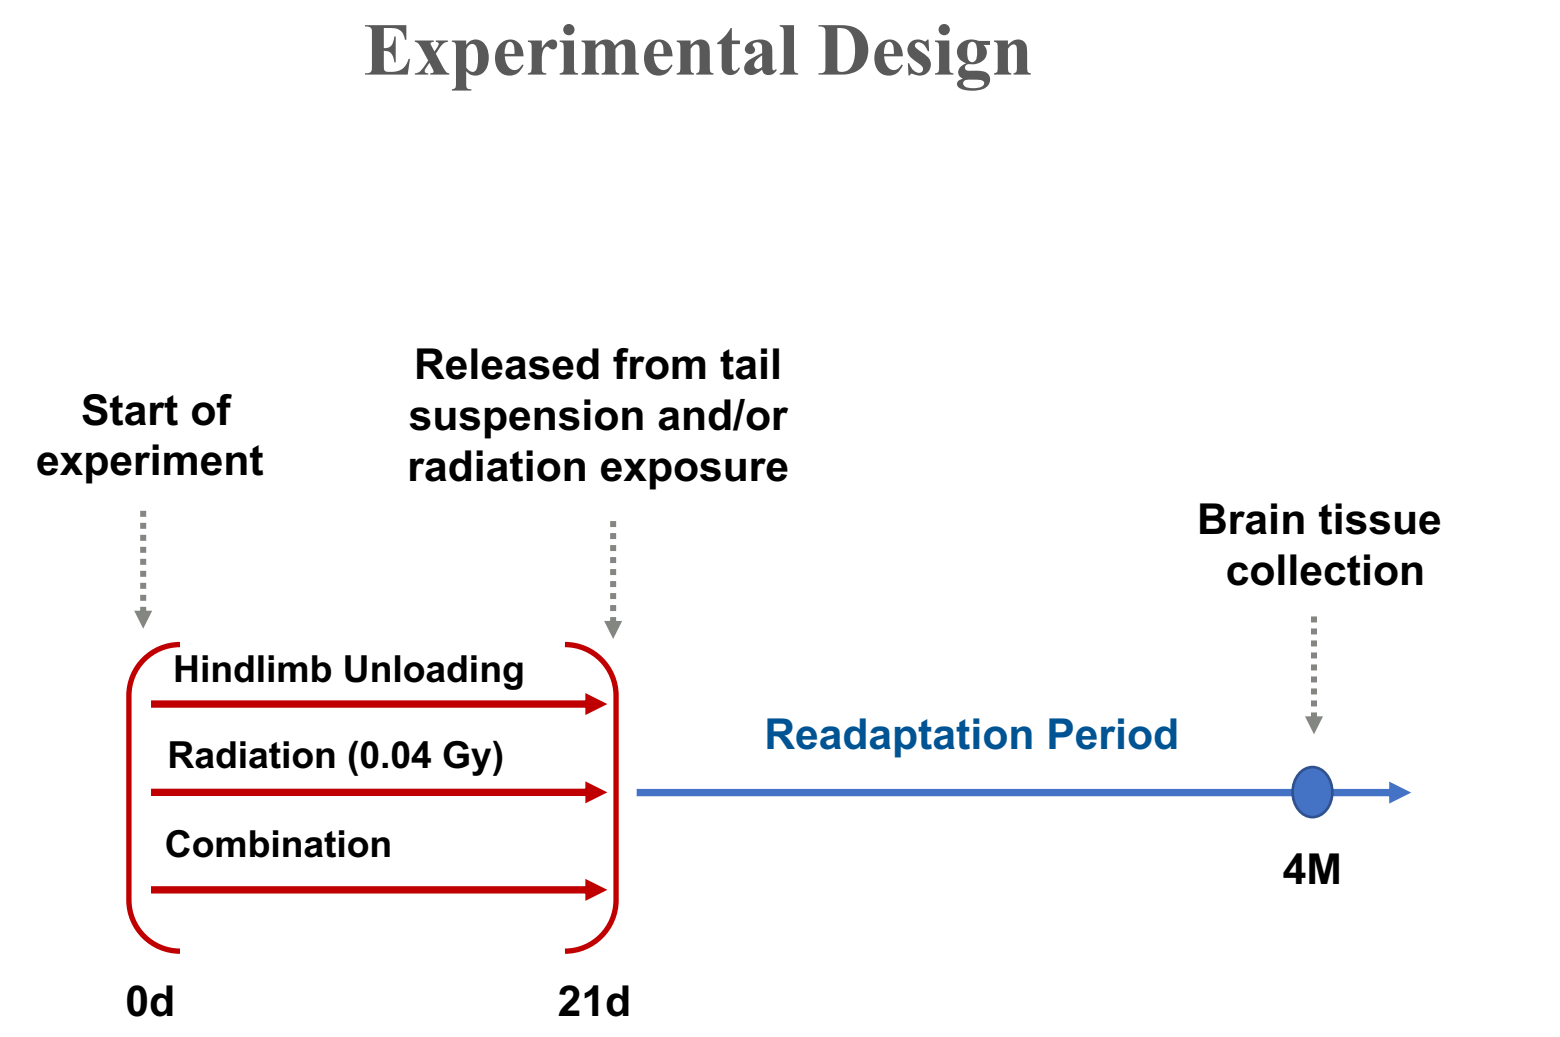 Experimental Design
Start of
experiment
Released from tail
suspension and/or
radiation exposure
Brain tissue
collection
Hindlimb Unloading
Radiation (0.04 Gy)
Combination
Readaptation Period
4M
0d
21d